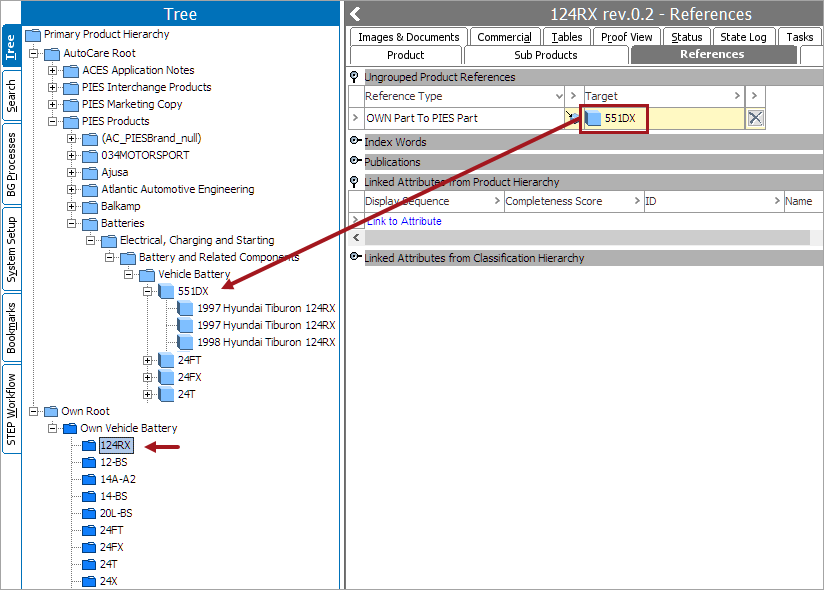 Tree
Primary Product Hierarchy
AutoCare Root
ACES Application Notes
PIES Interchange Products
PIES Marketing Copy
PIES Products
(AC_PIESBrand_null)
034MOTORSPORT
Ajusa
Atlantic Automotive Engineering
Balkamp
Batteries
Electrical, Charging and Starting
Battery and Related Components
Vehicle Battery
551DX
1997 Hyundai Tiburon 124RX
1997 Hyundai Tiburon 124RX
1998 Hyundai Tiburon 124RX
24FT
24FX
24T
Own Root
Own Vehicle Battery
124RX
12-BS
14A-A2
14-BS
20L-BS
24FT
24FX
24T
24X
Tree
Search
BG Processes
System Setup
Bookmarks
STEP Workflow
124RX rev.0.2 - References
Images & Documents Commercial Tables Proof View Status State Log Tasks
Product Sub Products References
Ungrouped Product References
Reference Type Target
OWN Part To PIES Part 551DX
Index Words
Publications
Linked Attributes from Product Hierarchy
Display Sequence Completeness Score ID Name
Link to Attribute
Linked Attributes from Classification Hierarchy